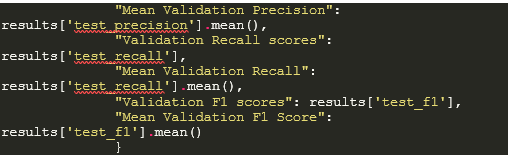 "Mean Validation Precision":
results['test_precision'].mean(),
"Validation Recall scores":
results['test_recall'],
"Mean Validation Recall":
results['test_recall'].mean(),
"Validation F1 scores": results['test_f1'],
"Mean Validation F1 Score":
results['test_f1'].mean()
}